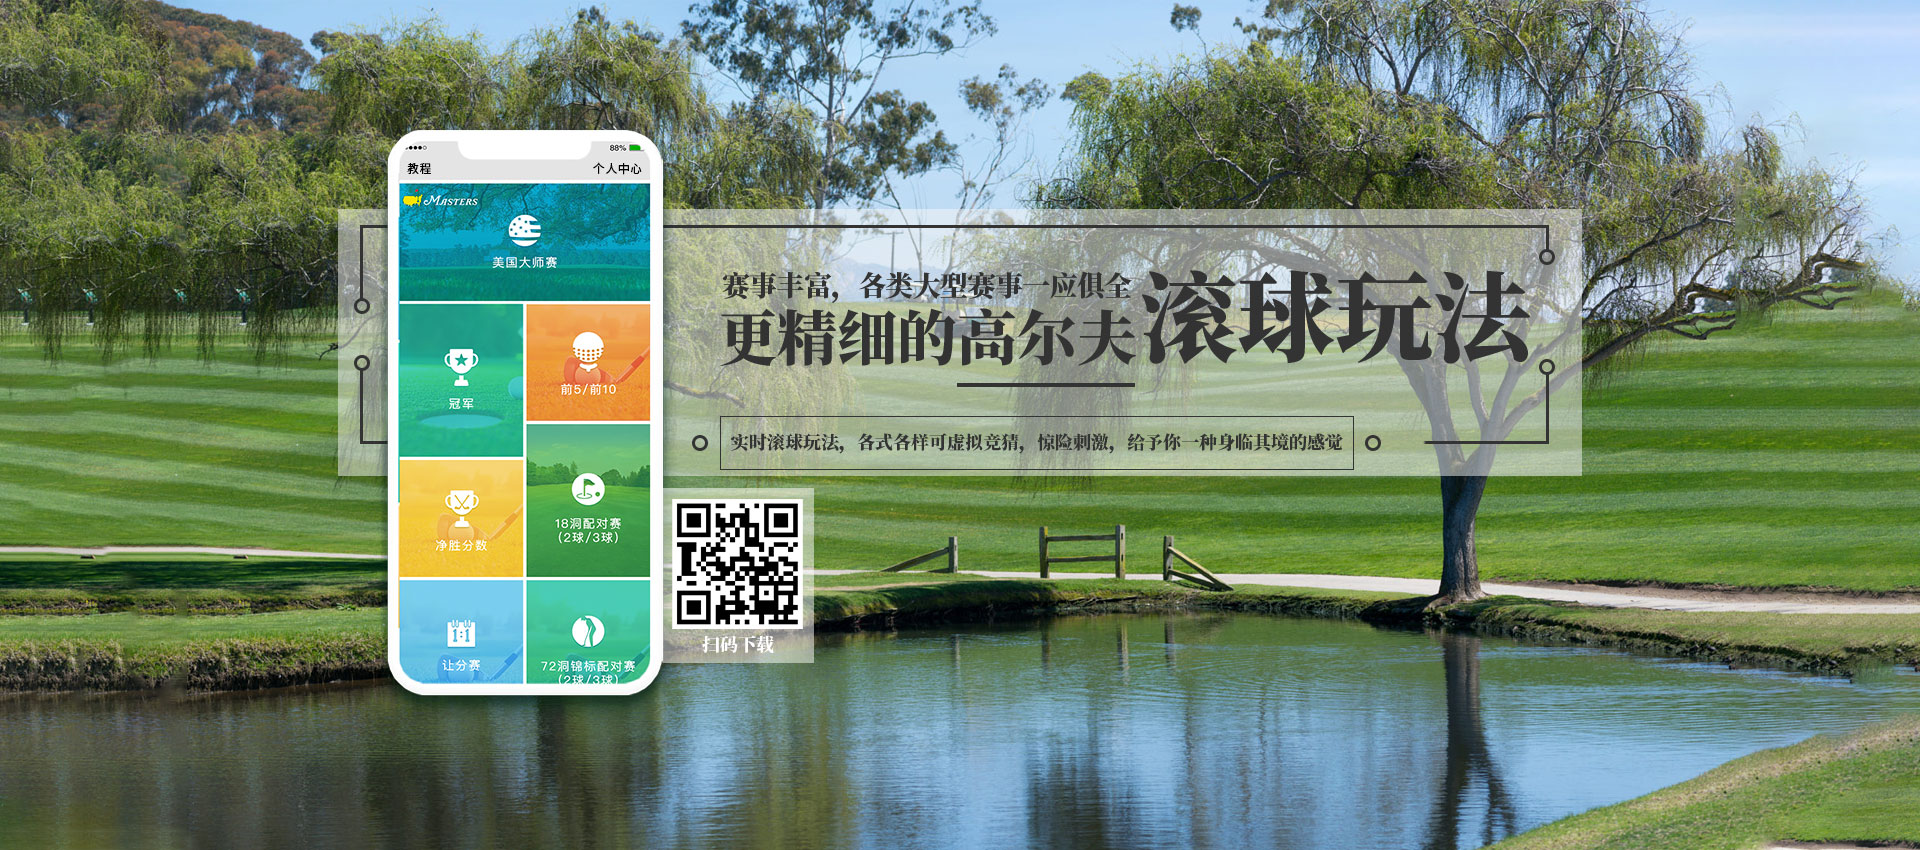 88%
教程
个人中心
MASTERS
美国大师赛
冠军
前5/前10
净胜分数
18洞配对赛
(2球/3球)
1:1
让分赛
72洞锦标配对赛
(2球/3球)
赛事丰富，各类大型赛事一应俱全
更精细的高尔夫滚球玩法
实时滚球玩法，各式各样可虚拟竞猜，惊险刺激，给予你一种身临其境的感觉
扫码下载